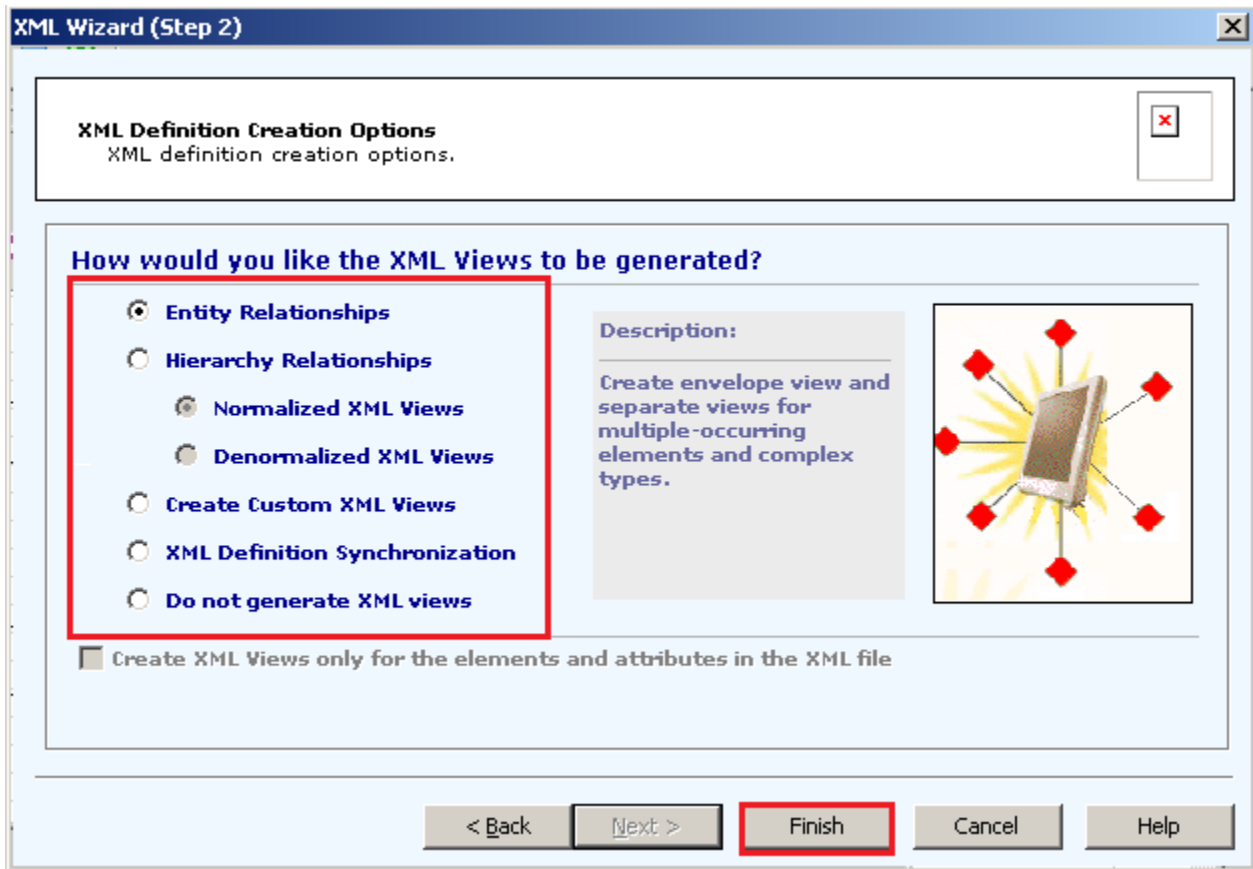 XML Wizard (Step 2)
XML Definition Creation Options
XML definition creation options.
How would you like the XML Views to be generated?
Entity Relationships
Hierarchy Relationships
Normalized XML Views
Denormalized XML Views
Create Custom XML Views
XML Definition Synchronization
Do not generate XML views
Description:
Create envelope view and
separate views for
multiple-occurring
elements and complex
types.
Create XML Views only for the elements and attributes in the XML file
< Back
Next >
Finish
Cancel
Help